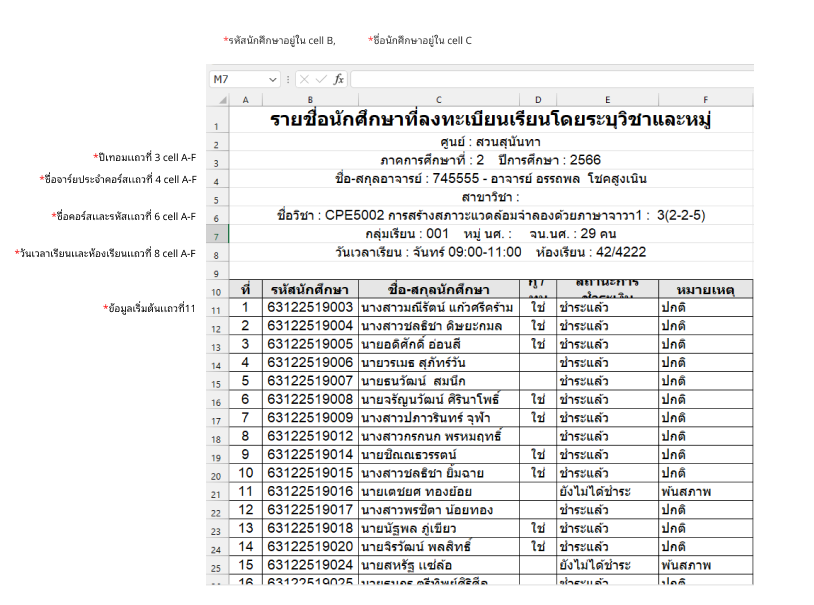 *รหัสนักศึกษาอยู่ใน cell B, *ชื่อนักศึกษาอยู่ใน cell C
M7 fx
A B C D E F
1 รายชื่อนักศึกษาที่ลงทะเบียนเรียนโดยระบุวิชาและหมู่
2 ศูนย์ : สวนสุนันทา
*ปีเทอมแถวที่ 3 cell A-F
3 ภาคการศึกษาที่ : 2 ปีการศึกษา : 2566
*ชื่อจารย์ประจำคอร์สแถวที่ 4 cell A-F
4 ชื่อ-สกุลอาจารย์ : 745555 - อาจารย์ อรรถพล โชคสูงเนิน
5 สาขาวิชา :
*ชื่อคอร์สและรหัสแถวที่ 6 cell A-F
6 ชื่อวิชา : CPE5002 การสร้างสภาวะแวดล้อมจำลองด้วยภาษาจาวา1 : 3(2-2-5)
7 กลุ่มเรียน : 001 หมู่ นศ. : จน.นศ. : 29 คน
*วันเวลาเรียนและห้องเรียนแถวที่ 8 cell A-F
8 วันเวลาเรียน : จันทร์ 09:00-11:00 ห้องเรียน : 42/4222
9
10 ที่ รหัสนักศึกษา ชื่อ-สกุลนักศึกษา หมายเหตุ
*ข้อมูลเริ่มต้นแถวที่11
11 1 63122519003 นางสาวมณีรัตน์ แก้วศรีคร้าม ใช่ ชำระแล้ว ปกติ
12 2 63122519004 นางสาวชลธิชา ดิษยะกมล ใช่ ชำระแล้ว ปกติ
13 3 63122519005 นายอดิศักดิ์ อ่อนสี ใช่ ชำระแล้ว ปกติ
14 4 63122519006 นายวรเมธ สุภัทร์วัน ชำระแล้ว ปกติ
15 5 63122519007 นายธนวัฒน์ สมนึก ชำระแล้ว ปกติ
16 6 63122519008 นายจรัญนวัฒน์ ศิรินาโพธิ์ ใช่ ชำระแล้ว ปกติ
17 7 63122519009 นางสาวปภาวรินทร์ จุฬา ใช่ ชำระแล้ว ปกติ
18 8 63122519012 นางสาวกรกนก พรหมฤทธิ์ ชำระแล้ว ปกติ
19 9 63122519014 นายชิณณธวรรตน์ ใช่ ชำระแล้ว ปกติ
20 10 63122519015 นางสาวชลธิชา ยิ้มฉาย ใช่ ชำระแล้ว ปกติ
21 11 63122519016 นายเตชยศ ทองย้อย ยังไม่ได้ชำระ พ้นสภาพ
22 12 63122519017 นางสาวพรชิตา น้อยทอง ชำระแล้ว ปกติ
23 13 63122519018 นายนัฐพล ภู่เขียว ใช่ ชำระแล้ว ปกติ
24 14 63122519020 นายจิรวัฒน์ พลสิทธิ์ ใช่ ชำระแล้ว ปกติ
25 15 63122519024 นายสหรัฐ แซ่ล้อ ยังไม่ได้ชำระ พ้นสภาพ
16 63122519025 ชำระแล้ว ปกติ